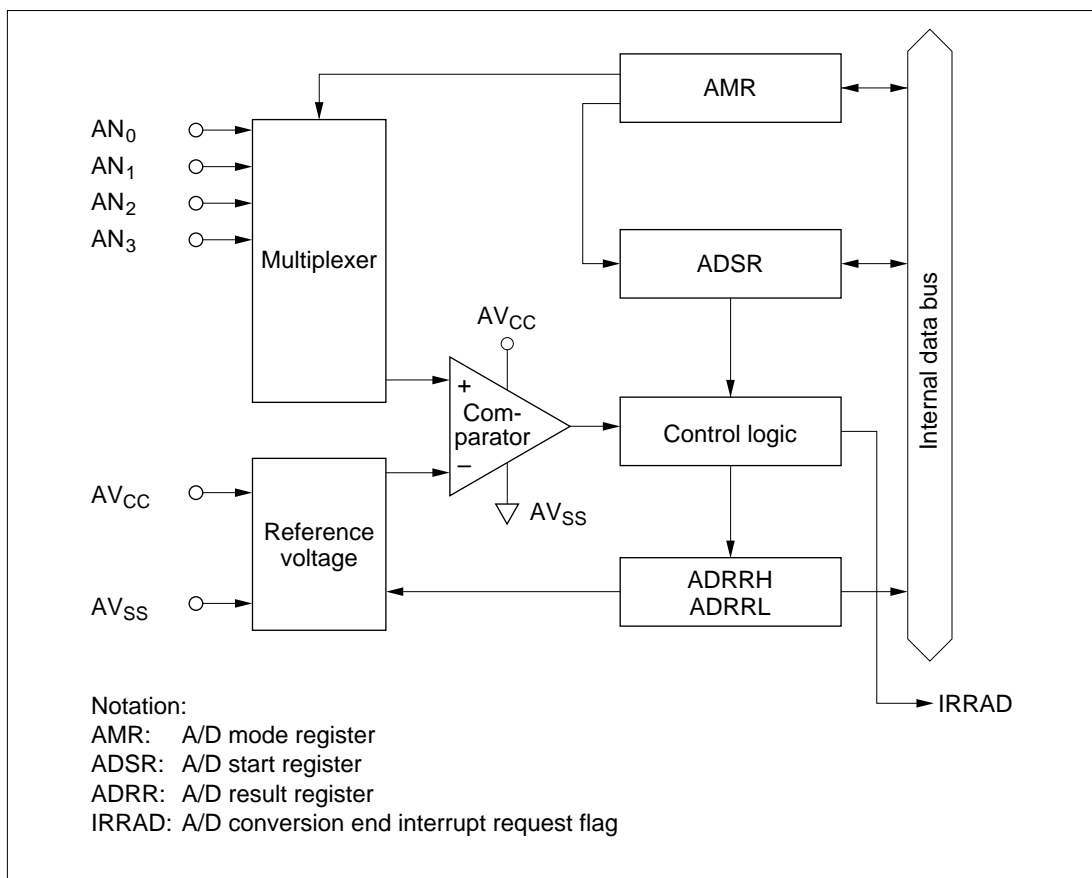 AMR
AN0
AN1
AN2
AN3
Multiplexer
ADSR
Internal data bus
AVCC
+
Com-
parator
−
Control logic
AVCC
AVSS
Reference
voltage
ADRRH
ADRRL
AVSS
IRRAD
Notation:
AMR: A/D mode register
ADSR: A/D start register
ADRR: A/D result register
IRRAD: A/D conversion end interrupt request flag